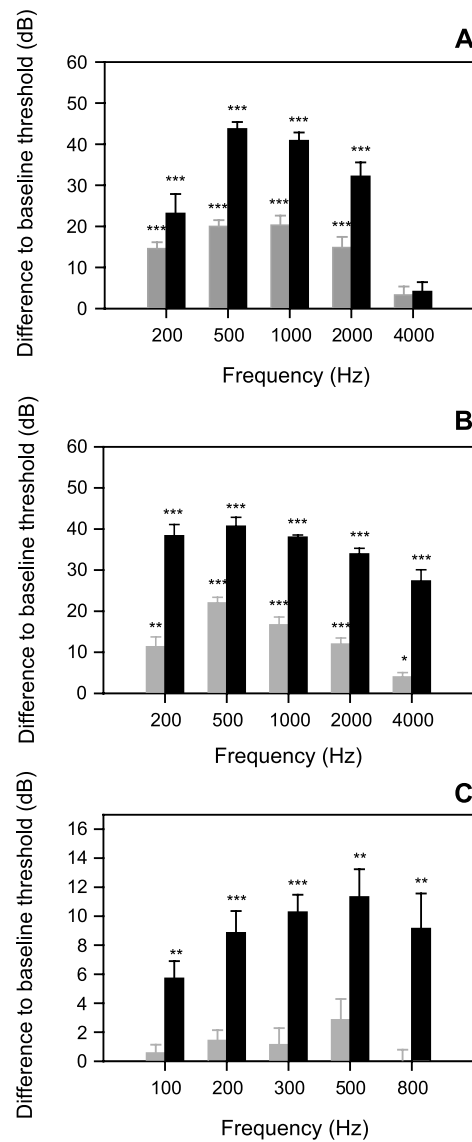 A
Difference to baseline threshold (dB)
60
50
40
30
20
10
0
*** *** *** *** *** *** *** ***
200 500 1000 2000 4000
Frequency (Hz)
B
Difference to baseline threshold (dB)
60
50
40
30
20
10
0
** *** *** *** *** *** *** *** * ***
200 500 1000 2000 4000
Frequency (Hz)
C
Difference to baseline threshold (dB)
16
14
12
10
8
6
4
2
0
** *** *** ** **
100 200 300 500 800
Frequency (Hz)